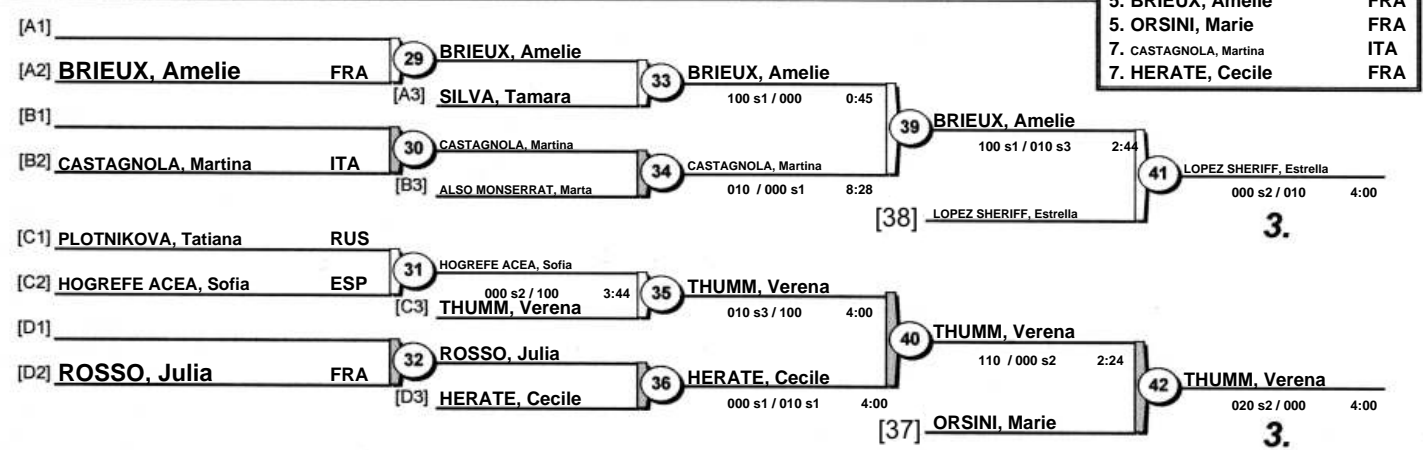 5. BRIEUX, Amelie FRA
5. ORSINI, Marie FRA
7. CASTAGNOLA, Martina ITA
7. HERATE, Cecile FRA
[A1]
[A2] BRIEUX, Amelie FRA
29
BRIEUX, Amelie
[A3] SILVA, Tamara
33
BRIEUX, Amelie
100 s1 / 000 0:45
[B1]
[B2] CASTAGNOLA, Martina ITA
30
CASTAGNOLA, Martina
[B3] ALSO MONSERRAT, Marta
34
CASTAGNOLA, Martina
010 / 000 s1 8:28
39
BRIEUX, Amelie
100 s1 / 010 s3 2:44
[38] LOPEZ SHERIFF, Estrella
41
LOPEZ SHERIFF, Estrella
000 s2 / 010 4:00
3.
[C1] PLOTNIKOVA, Tatiana RUS
[C2] HOGREFE ACEA, Sofia ESP
31
HOGREFE ACEA, Sofia
000 s2 / 100 3:44
[C3] THUMM, Verena
35
THUMM, Verena
010 s3 / 100 4:00
[D1]
[D2] ROSSO, Julia FRA
32
ROSSO, Julia
[D3] HERATE, Cecile
36
HERATE, Cecile
000 s1 / 010 s1 4:00
40
THUMM, Verena
110 / 000 s2 2:24
[37] ORSINI, Marie
42
THUMM, Verena
020 s2 / 000 4:00
3.